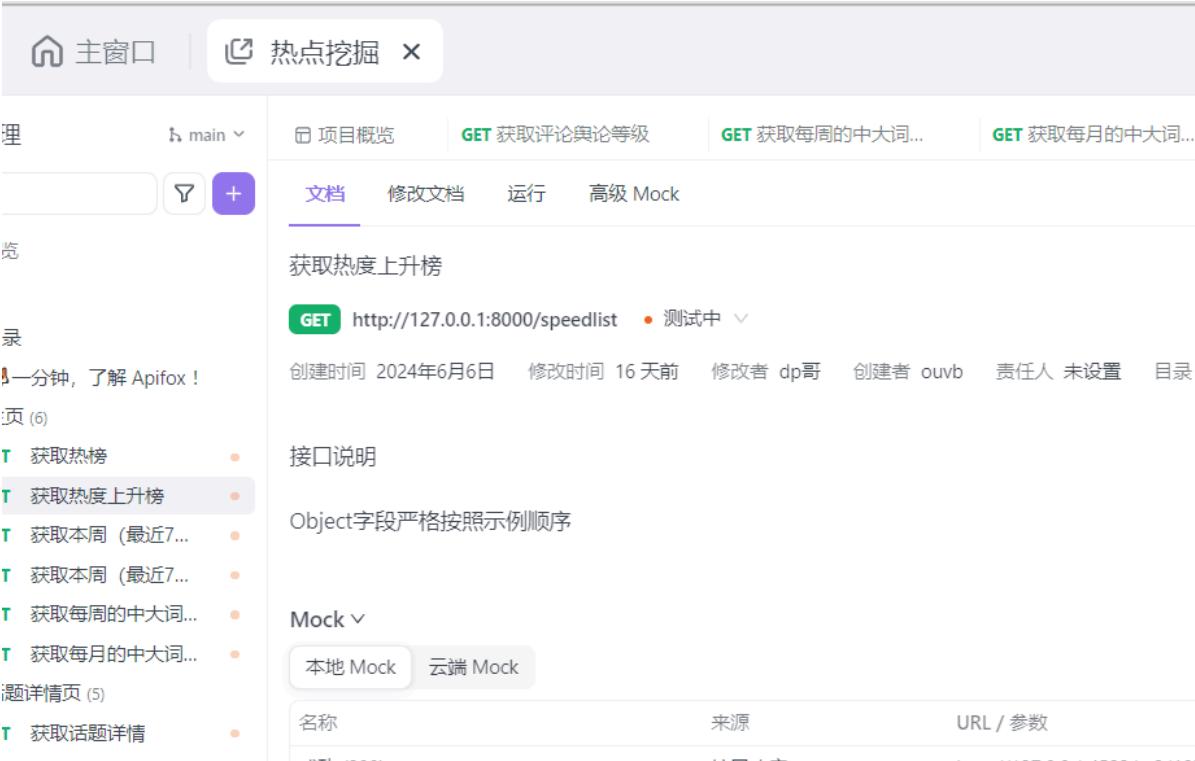 主窗口 热点挖掘
理 main
项目概览 GET 获取评论舆论等级 GET 获取每周的中大词... GET 获取每月的中大词...
文档 修改文档 运行 高级 Mock
览
录
一分钟，了解 Apifox！
页 (6)
T 获取热榜
T 获取热度上升榜
T 获取本周（最近7...
T 获取本周（最近7...
T 获取每周的中大词...
T 获取每月的中大词...
题详情页 (5)
T 获取话题详情
获取热度上升榜
GET http://127.0.0.1:8000/speedlist 测试中
创建时间 2024年6月6日 修改时间 16 天前 修改者 dp哥 创建者 ouvb 责任人 未设置 目录
接口说明
Object字段严格按照示例顺序
Mock
本地 Mock 云端 Mock
名称 来源 URL / 参数